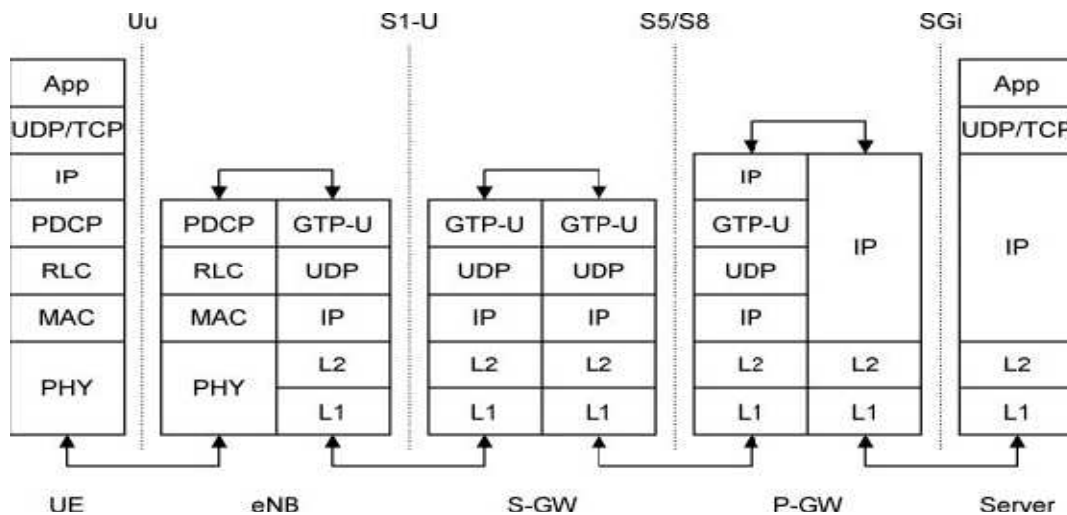 Uu S1-U S5/S8 SGi
App App
UDP/TCP UDP/TCP
IP IP
PDCP PDCP GTP-U GTP-U GTP-U GTP-U
RLC RLC UDP UDP UDP UDP IP IP
MAC MAC IP IP IP IP
L2 L2 L2 L2 L2 L2
PHY PHY
L1 L1 L1 L1 L1 L1
UE eNB S-GW P-GW Server